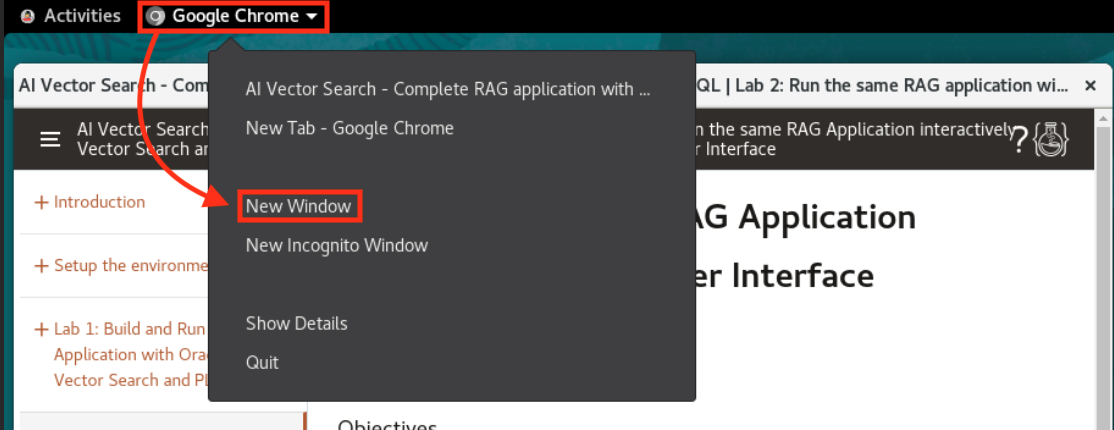 Activities
Google Chrome
AI Vector Search - Com
QL | Lab 2: Run the same RAG application wi...
AI Vector Search
Vector Search an
n the same RAG Application interactively
r Interface
?
AI Vector Search - Complete RAG application with ...
New Tab - Google Chrome
New Window
New Incognito Window
Show Details
Quit
+ Introduction
+ Setup the environme
+ Lab 1: Build and Run
Application with Ora
Vector Search and PL
AG Application
er Interface
Objectives